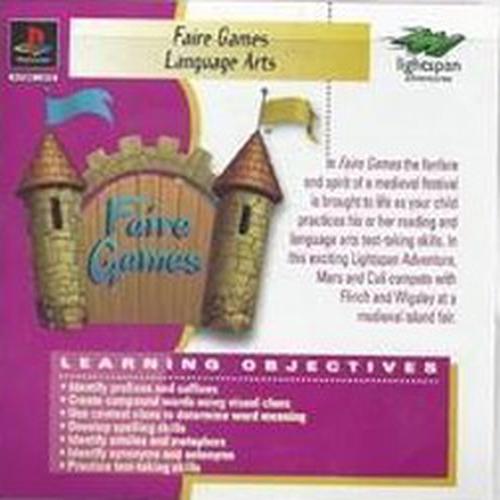 Faire Games
Language Arts
lightspan
Faire
Games
In Faire Games the fanfare
and spirit of a medieval festival
is brought to life as your child
practices his or her reading and
language arts test-taking skills. In
this exciting Lightspan Adventure,
Mars and Cali compete with
Flinch and Wigsley at a
medieval island fair.
LEARNING OBJECTIVES
• Identify prefixes and suffixes
• Create compound words using visual clues
• Use context clues to determine word meaning
• Develop spelling skills
• Identify similes and metaphors
• Identify synonyms and antonyms
• Practice test-taking skills